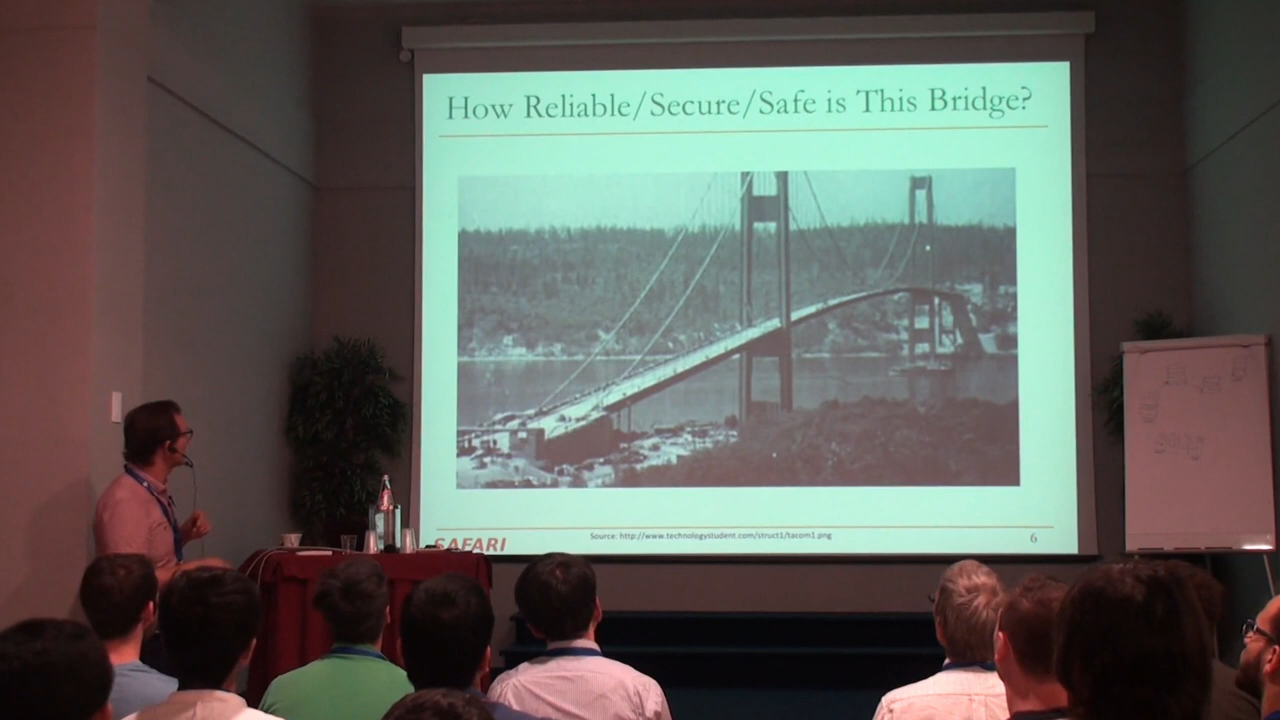 How Reliable/Secure/Safe is This Bridge?
SAFARI
Source: http://www.technologystudent.com/struct1/tacom1.png
6